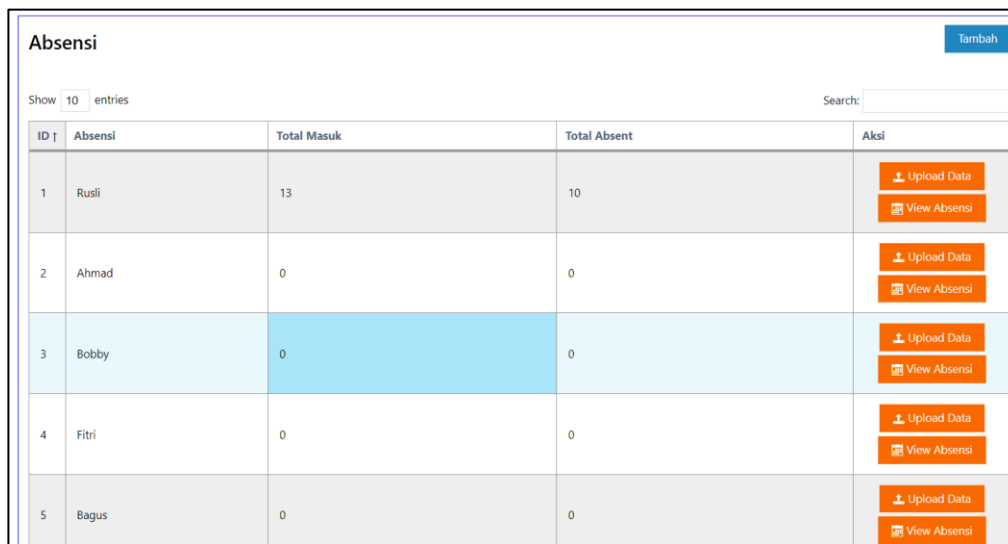 Absensi
Tambah
Show 10 entries
Search:
ID↑ Absensi Total Masuk Total Absent Aksi
1 Rusli 13 10 Upload Data
View Absensi
2 Ahmad 0 0 Upload Data
View Absensi
3 Bobby 0 0 Upload Data
View Absensi
4 Fitri 0 0 Upload Data
View Absensi
5 Bagus 0 0 Upload Data
View Absensi